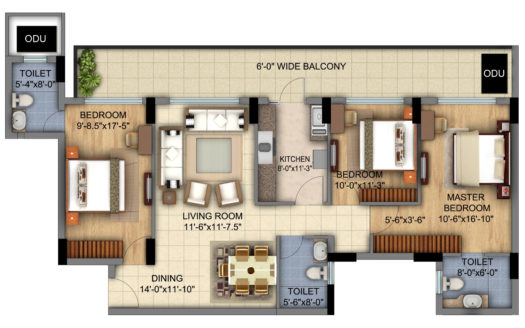 ODU
TOILET
5'-4"x8'-0"
6'-0" WIDE BALCONY
ODU
BEDROOM
9'-8.5"x17'-5"
KITCHEN
8'-0"x11'-3"
BEDROOM
10'-0"x11'-3"
MASTER
BEDROOM
10'-6"x16'-10"
LIVING ROOM
11'-6"x11'-7.5"
5'-6"x3'-6"
DINING
14'-0"x11'-10"
TOILET
5'-6"x8'-0"
TOILET
8'-0"x6'-0"